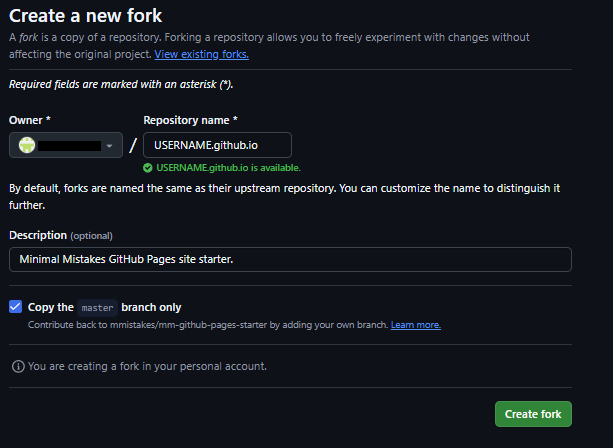 Create a new fork
A fork is a copy of a repository. Forking a repository allows you to freely experiment with changes without
affecting the original project. View existing forks.
Required fields are marked with an asterisk (*).
Owner * Repository name *
/ USERNAME.github.io
USERNAME.github.io is available.
By default, forks are named the same as their upstream repository. You can customize the name to distinguish it
further.
Description (optional)
Minimal Mistakes GitHub Pages site starter.
Copy the master branch only
Contribute back to mmistakes/mm-github-pages-starter by adding your own branch. Learn more.
You are creating a fork in your personal account.
Create fork